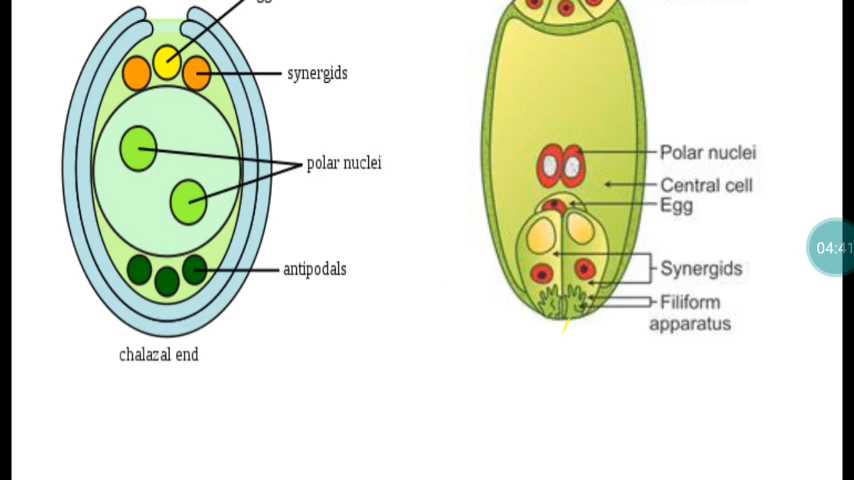 synergids
polar nuclei
antipodals
chalazal end
Polar nuclei
Central cell
Egg
Synergids
Filiform
apparatus
04:41